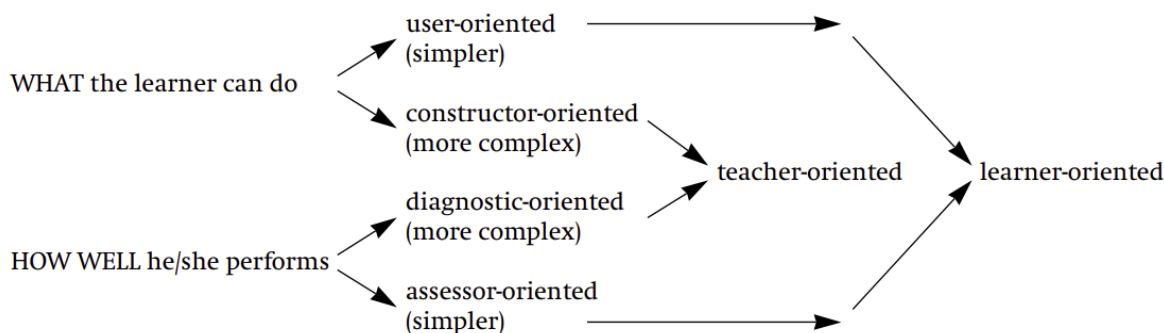 user-oriented
(simpler)
WHAT the learner can do
constructor-oriented
(more complex)
teacher-oriented
learner-oriented
diagnostic-oriented
(more complex)
HOW WELL he/she performs
assessor-oriented
(simpler)